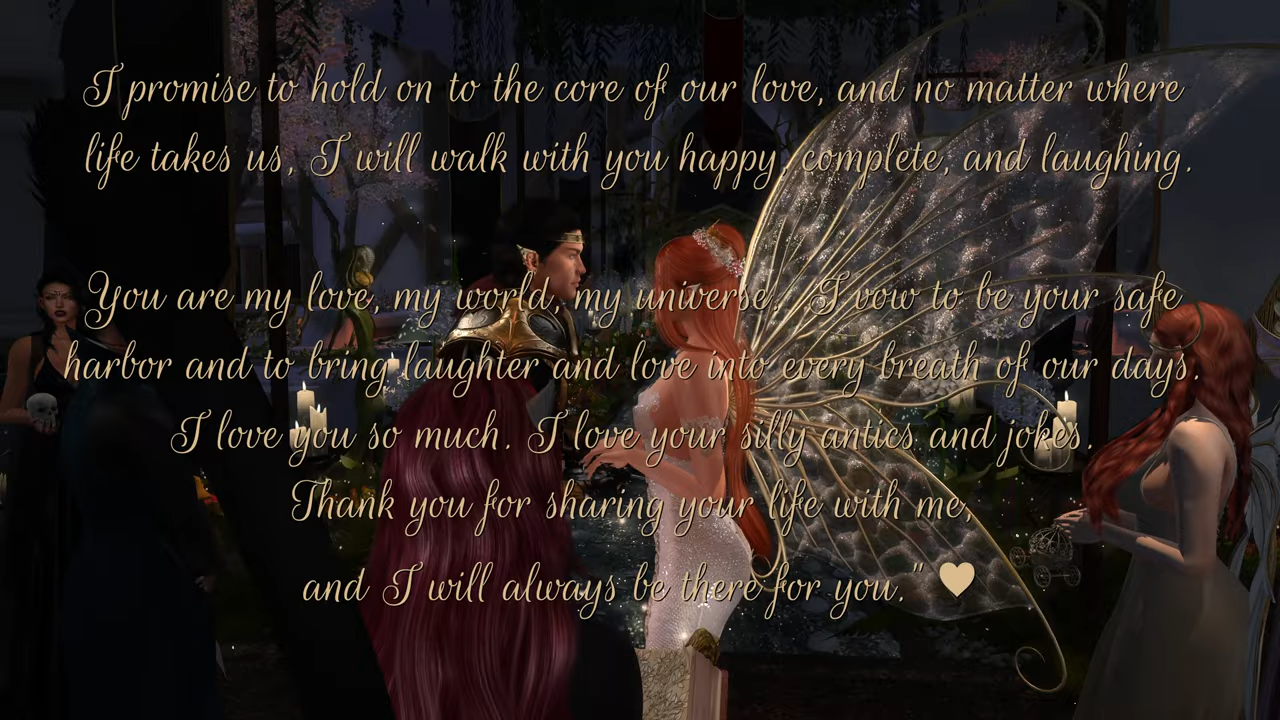 I promise to hold on to the core of our love, and no matter where
life takes us, I will walk with you happy, complete, and laughing.
You are my love, my world, my universe. I vow to be your safe
harbor and to bring laughter and love into every breath of our days.
I love you so much. I love your silly antics and jokes.
Thank you for sharing your life with me,
and I will always be there for you." ♥